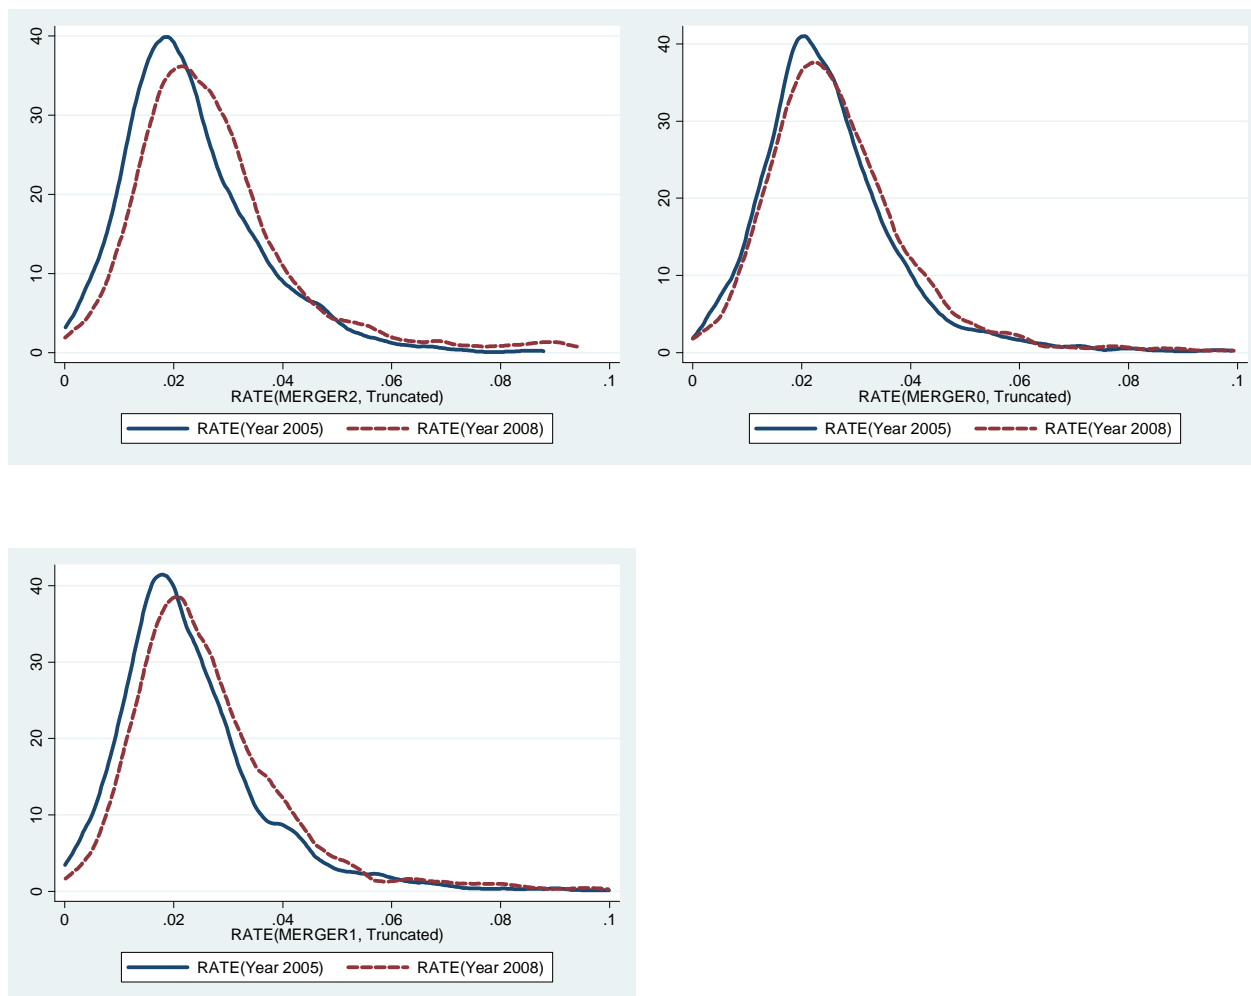 40
30
20
10
0
0 .02 .04 .06 .08 .1
RATE(MERGER2, Truncated)
RATE(Year 2005) RATE(Year 2008)
40
30
20
10
0
0 .02 .04 .06 .08 .1
RATE(MERGER0, Truncated)
RATE(Year 2005) RATE(Year 2008)
40
30
20
10
0
0 .02 .04 .06 .08 .1
RATE(MERGER1, Truncated)
RATE(Year 2005) RATE(Year 2008)